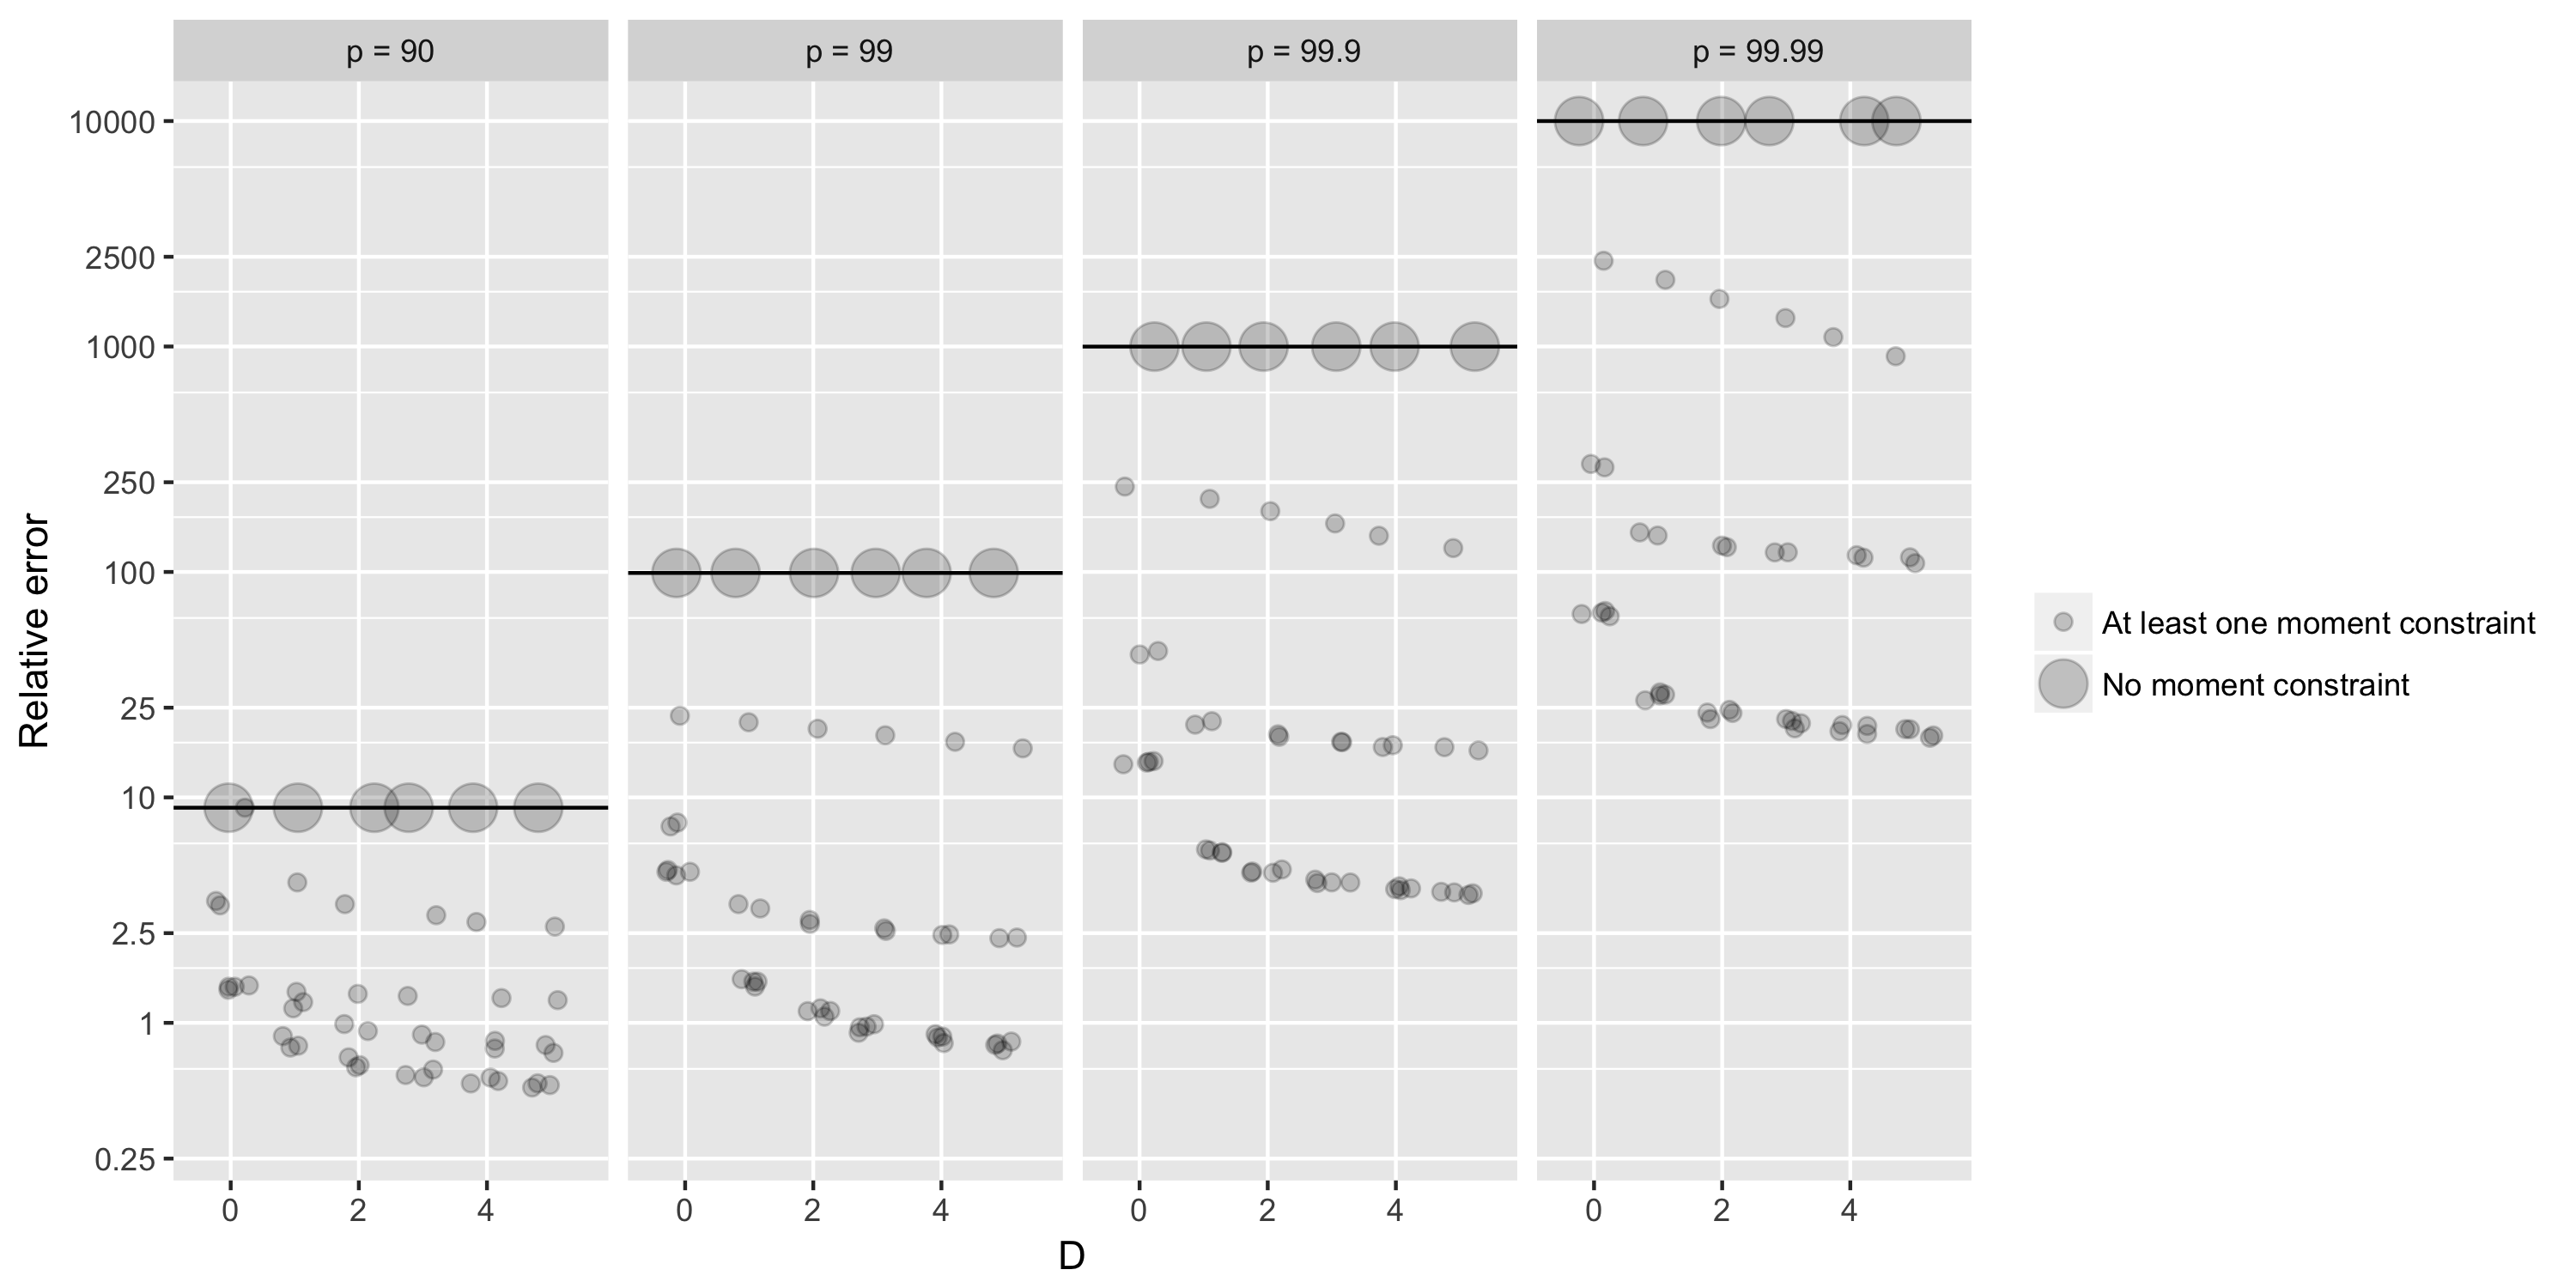 p = 90
p = 99
p = 99.9
p = 99.99
10000
2500
1000
250
100
25
10
2.5
1
0.25
Relative error
0 2 4
0 2 4
0 2 4
0 2 4
D
At least one moment constraint
No moment constraint